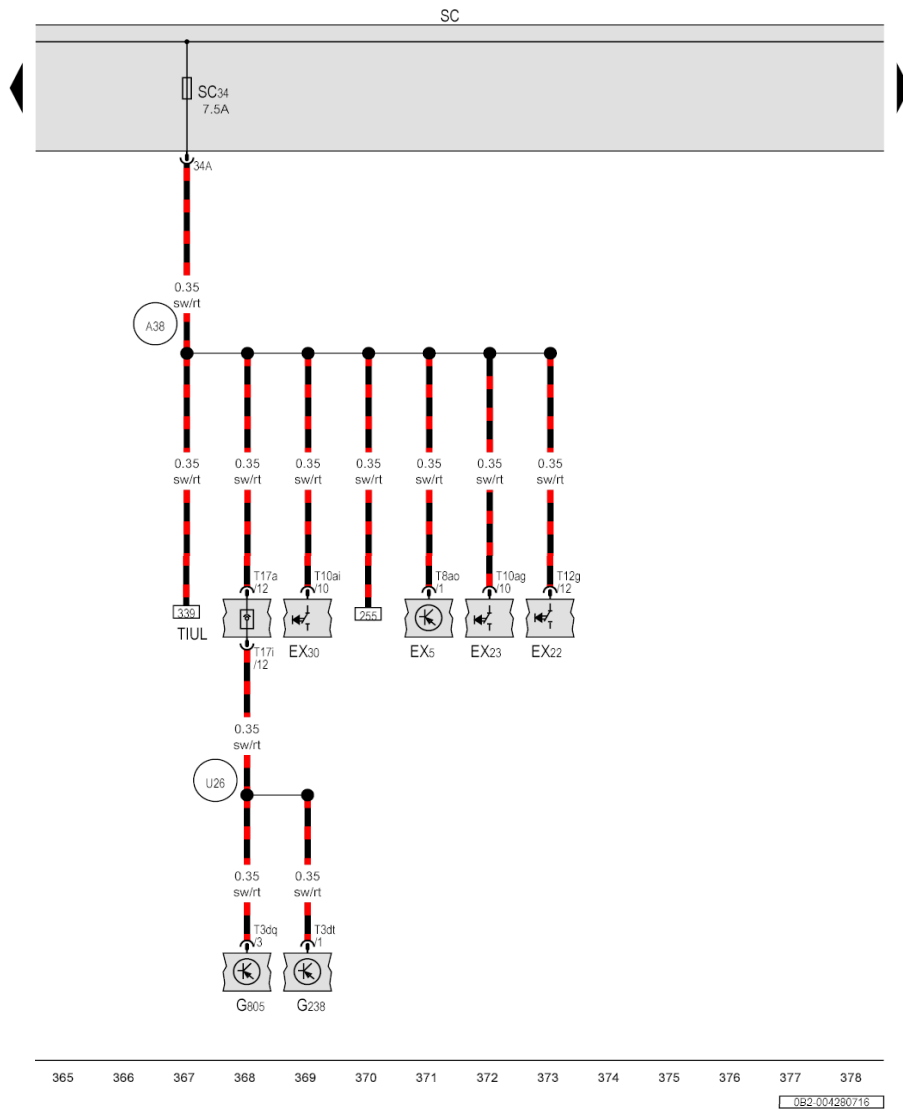 SC
SC34
7.5A
34A
0.35
sw/rt
A38
0.35 0.35 0.35 0.35 0.35 0.35 0.35
sw/rt sw/rt sw/rt sw/rt sw/rt sw/rt sw/rt
T17a T10ai T8ao T10ag T12g
/12 /10 /1 /10 /12
339 255
TIUL EX30 EX5 EX23 EX22
T17i
/12
0.35
sw/rt
U26
0.35 0.35
sw/rt sw/rt
T3dq T3dt
/3 /1
G805 G238
365 366 367 368 369 370 371 372 373 374 375 376 377 378
0B2-004280716